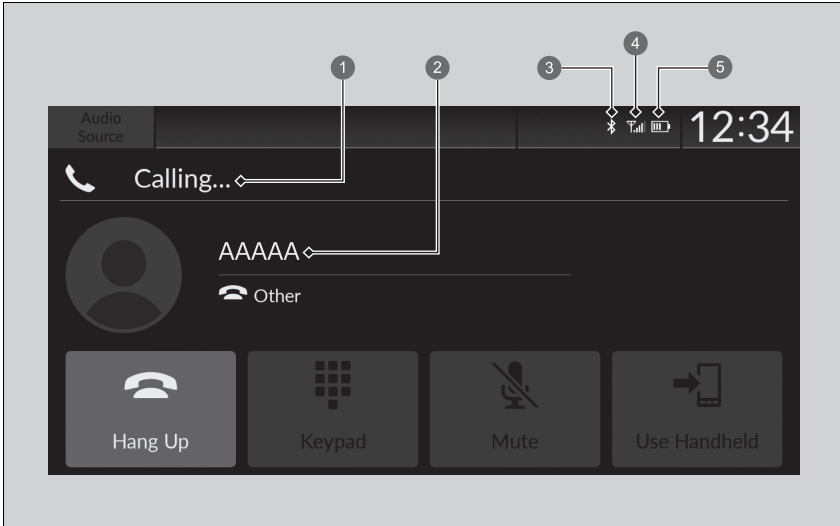 1 2 3 4 5
Audio
Source
12:34
Calling...
AAAAA
Other
Hang Up
Keypad
Mute
Use Handheld